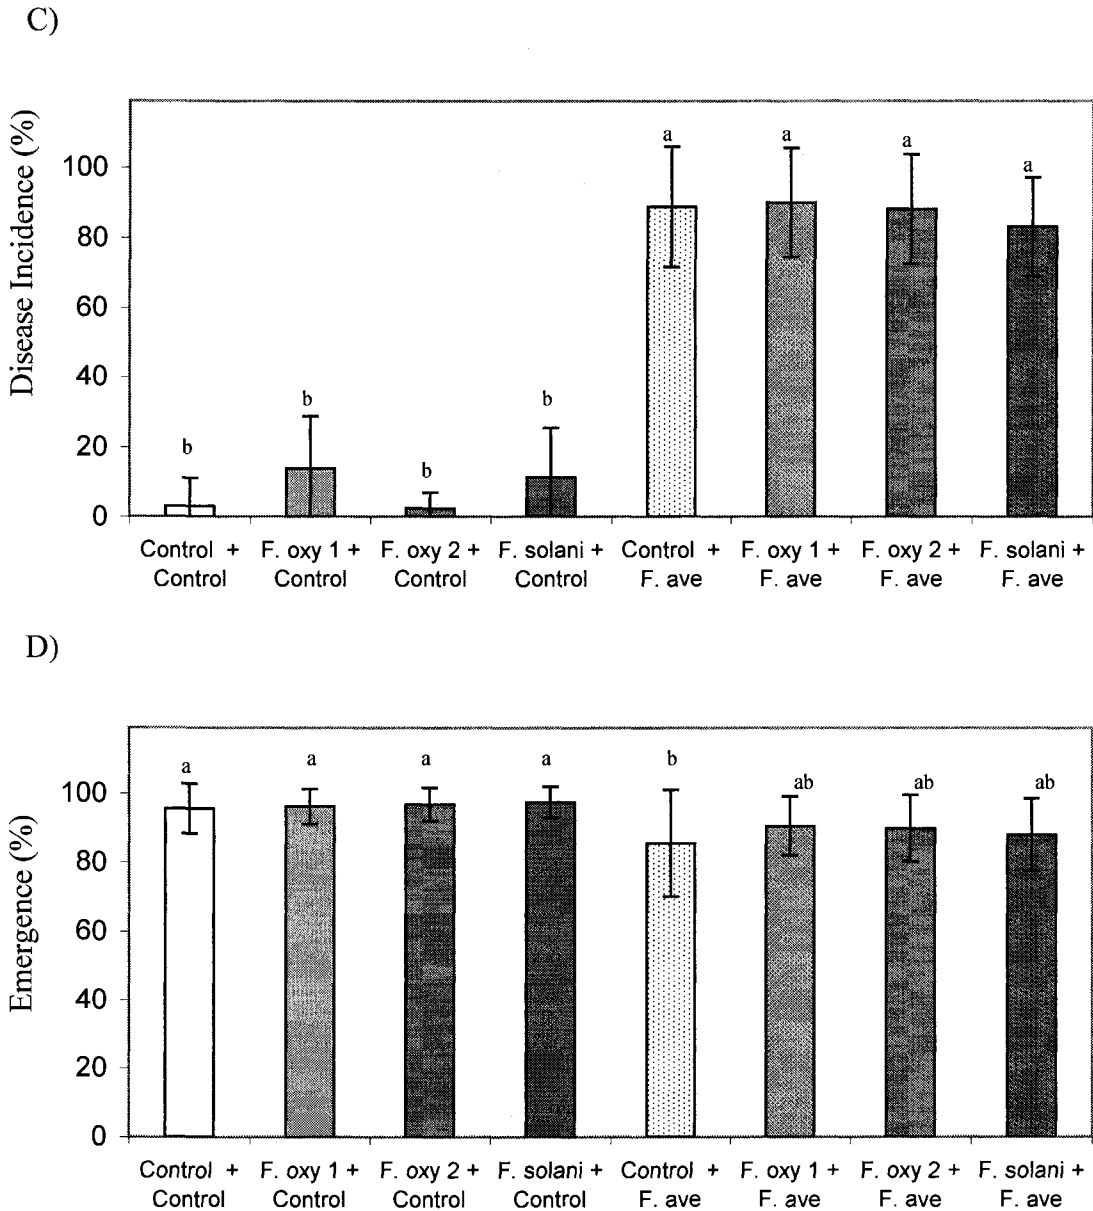 C)
Disease Incidence (%)
a a a a
100
80
60
40
b b
20
b b
0
Control + F. oxy 1 + F. oxy 2 + F. solani + Control + F. oxy 1 + F. oxy 2 + F. solani +
Control Control Control Control F. ave F. ave F. ave F. ave
D)
Emergence (%)
a a a a b ab ab ab
100
80
60
40
20
0
Control + F. oxy 1 + F. oxy 2 + F. solani + Control + F. oxy 1 + F. oxy 2 + F. solani +
Control Control Control Control F. ave F. ave F. ave F. ave